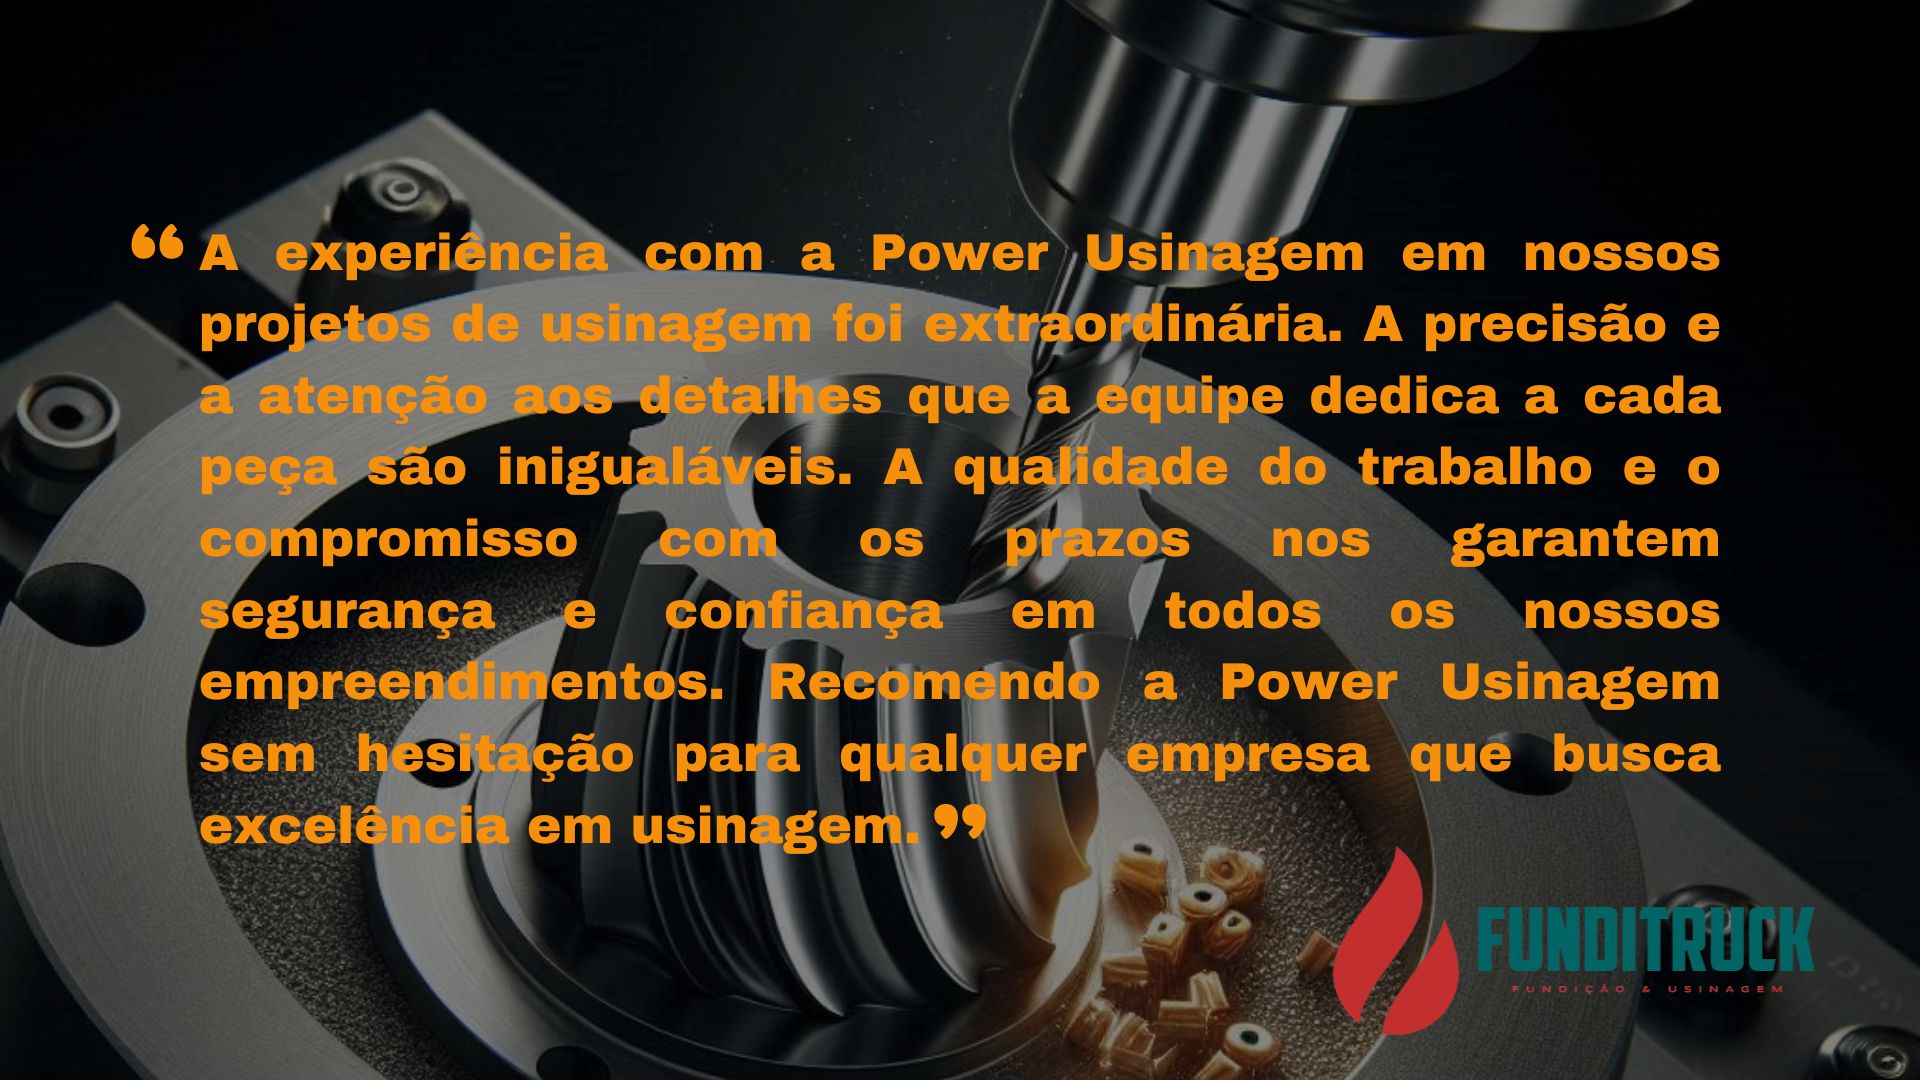 “A experiência com a Power Usinagem em nossos
projetos de usinagem foi extraordinária. A precisão e
a atenção aos detalhes que a equipe dedica a cada
peça são inigualáveis. A qualidade do trabalho e o
compromisso com os prazos nos garantem
segurança e confiança em todos os nossos
empreendimentos. Recomendo a Power Usinagem
sem hesitação para qualquer empresa que busca
excelência em usinagem.”
FUNDITRUCK
FUNDIÇÃO & USINAGEM